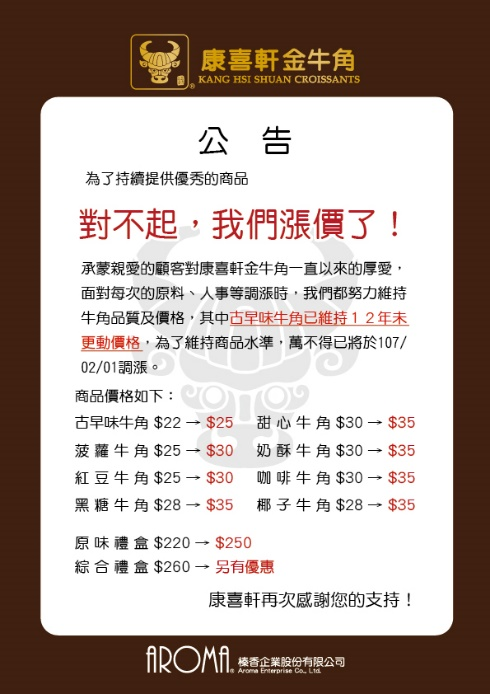 康喜軒金牛角
KANG HSI SHUAN CROISSANTS
公 告
為了持續提供優秀的商品
對不起，我們漲價了！
承蒙親愛的顧客對康喜軒金牛角一直以來的厚愛，
面對每次的原料、人事等調漲時，我們都努力維持
牛角品質及價格，其中古早味牛角已維持１２年未
更動價格，為了維持商品水準，萬不得已將於107/
02/01調漲。
商品價格如下：
古早味牛角 $22 → $25 甜心牛角 $30 → $35
菠蘿牛角 $25 → $30 奶酥牛角 $30 → $35
紅豆牛角 $25 → $30 咖啡牛角 $30 → $35
黑糖牛角 $28 → $35 椰子牛角 $28 → $35
原味禮盒 $220 → $250
綜合禮盒 $260 → 另有優惠
康喜軒再次感謝您的支持！
AROMA® 榛香企業股份有限公司
Aroma Enterprise Co., Ltd.